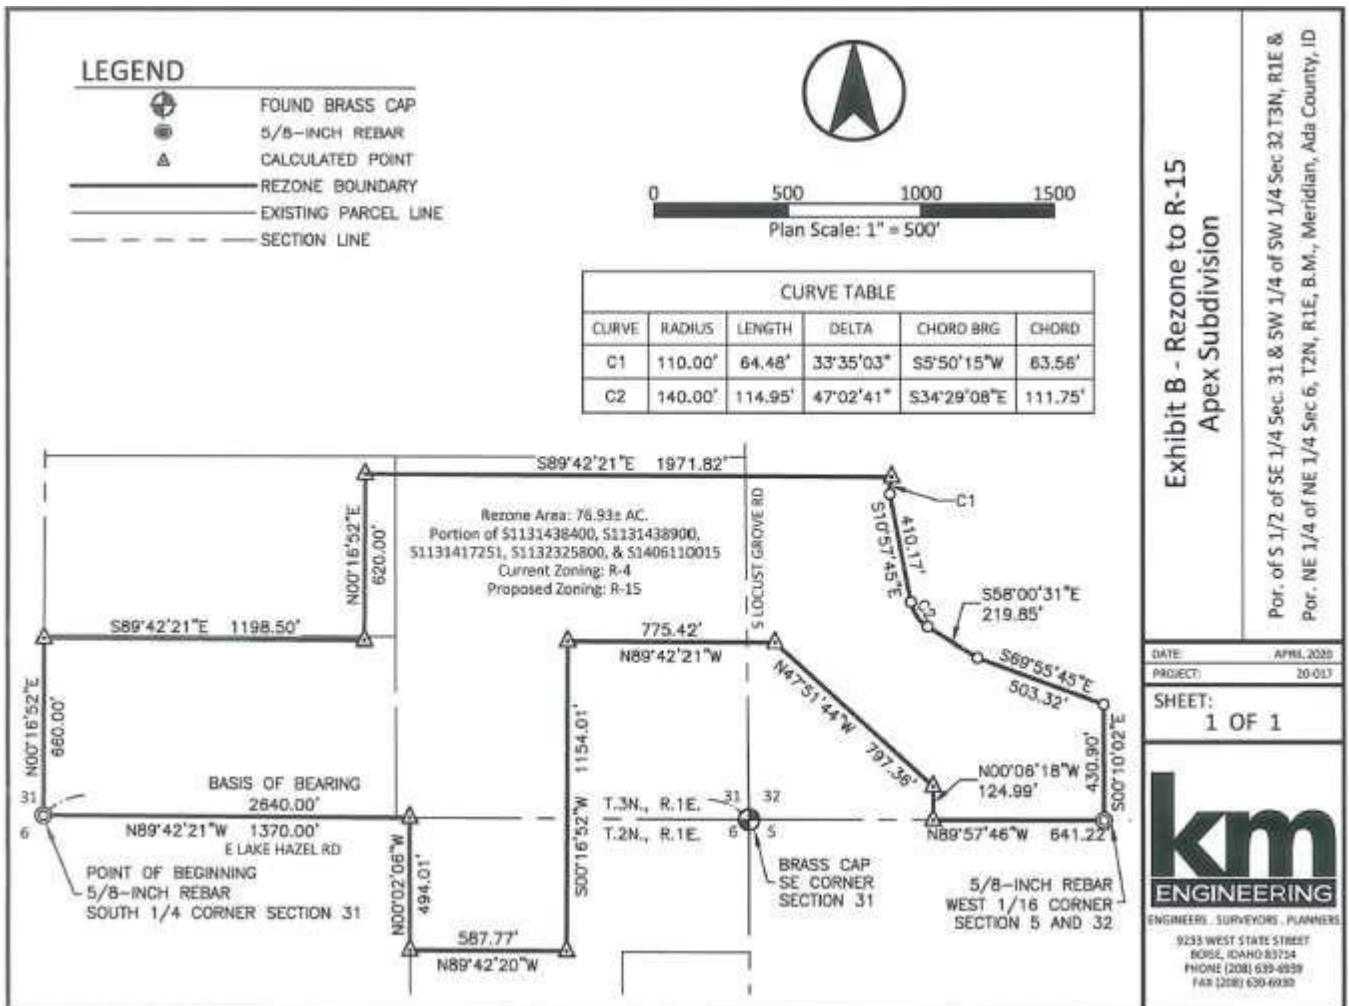 LEGEND
FOUND BRASS CAP
5/8-INCH REBAR
CALCULATED POINT
REZONE BOUNDARY
EXISTING PARCEL LINE
SECTION LINE
0 500 1000 1500
Plan Scale: 1" = 500'
CURVE TABLE
CURVE RADIUS LENGTH DELTA CHORD BRG CHORD
C1 110.00' 64.48' 33°35'03" S5°50'15"W 63.56'
C2 140.00' 114.95' 47°02'41" S34°29'08"E 111.75'
S89°42'21"E 1971.82'
C1
Rezone Area: 76.93± AC.
Portion of S1131438400, S1131438900,
S1131417251, S1132325800, & S1406110015
Current Zoning: R-4
Proposed Zoning: R-15
N00°16'52"E
620.00'
S LOCUST GROVE RD
410.17'
S10°57'45"E
C2
S58°00'31"E
219.85'
S89°42'21"E 1198.50'
775.42'
N89°42'21"W
S69°55'45"E
503.32'
N00°16'52"E
660.00'
N47°51'44"W
797.36'
S00°16'52"W 1154.01'
430.90'
S00°10'02"E
N00°06'18"W
124.99'
BASIS OF BEARING
2640.00'
N89°42'21"W 1370.00'
E LAKE HAZEL RD
31
6
T.3N., R.1E.
T.2N., R.1E.
31 32
6 5
N89°57'46"W 641.22'
POINT OF BEGINNING
5/8-INCH REBAR
SOUTH 1/4 CORNER SECTION 31
N00°02'06"W
494.01'
587.77'
N89°42'20"W
BRASS CAP
SE CORNER
SECTION 31
5/8-INCH REBAR
WEST 1/16 CORNER
SECTION 5 AND 32
Exhibit B - Rezone to R-15
Apex Subdivision
Por. of S 1/2 of SE 1/4 Sec. 31 & SW 1/4 of SW 1/4 Sec 32 T3N, R1E &
Por. NE 1/4 of NE 1/4 Sec 6, T2N, R1E, B.M., Meridian, Ada County, ID
DATE: APRIL 2020
PROJECT: 20-017
SHEET:
1 OF 1
km
ENGINEERING
ENGINEERS . SURVEYORS . PLANNERS
9233 WEST STATE STREET
BOISE, IDAHO 83714
PHONE (208) 639-6939
FAX (208) 639-6930